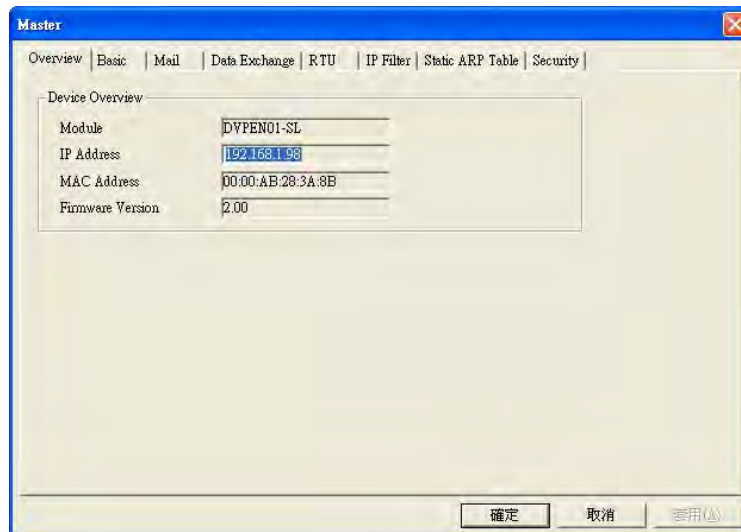 Master
Overview Basic Mail Data Exchange RTU IP Filter Static ARP Table Security
Device Overview
Module DVPEN01-SL
IP Address 192.168.1.98
MAC Address 00:00:AB:28:3A:8B
Firmware Version 2.00
確定 取消 套用(A)